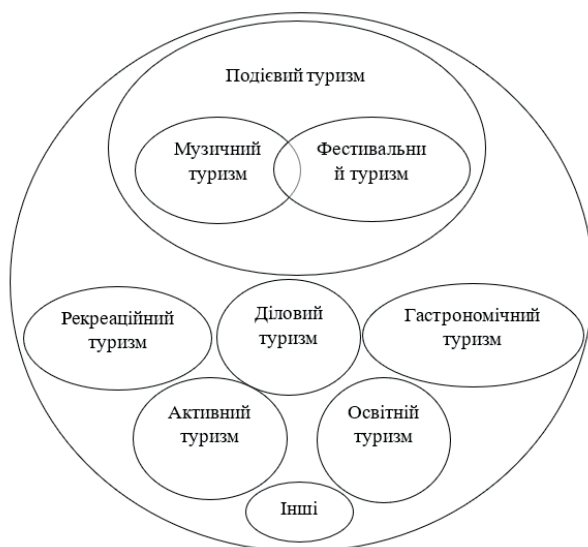 Подієвий туризм
Музичний
туризм
Фестивальни
й туризм
Рекреаційний
туризм
Діловий
туризм
Гастрономічний
туризм
Активний
туризм
Освітній
туризм
Інші